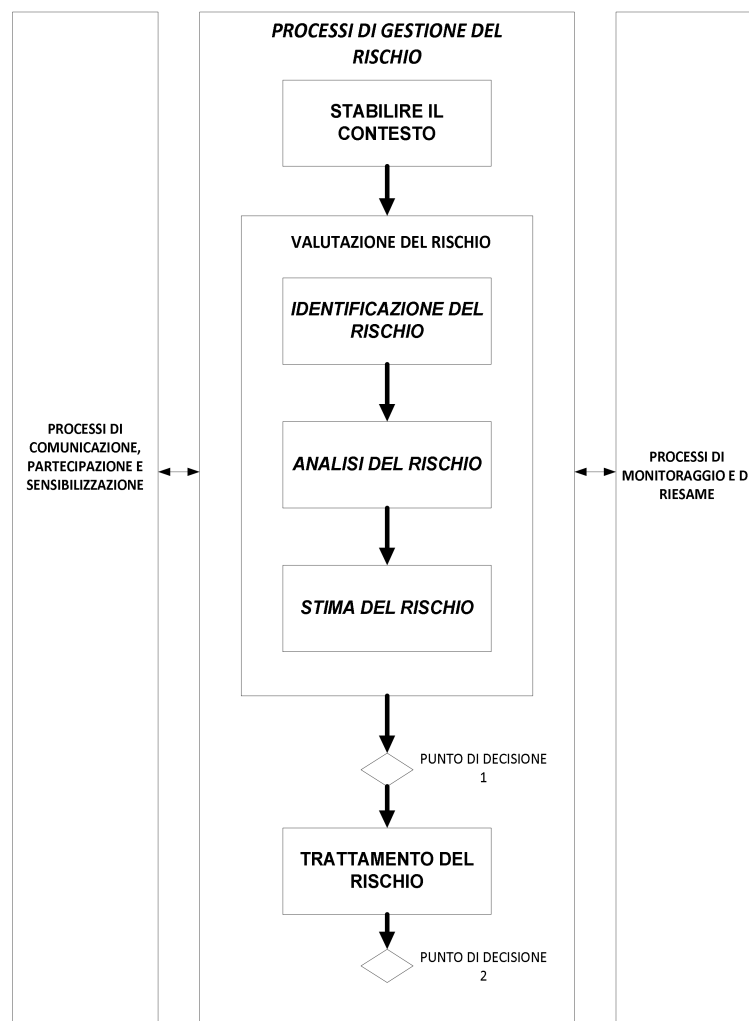 PROCESSI DI GESTIONE DEL
RISCHIO
STABILIRE IL
CONTESTO
VALUTAZIONE DEL RISCHIO
IDENTIFICAZIONE DEL
RISCHIO
ANALISI DEL RISCHIO
STIMA DEL RISCHIO
PUNTO DI DECISIONE
1
TRATTAMENTO DEL
RISCHIO
PUNTO DI DECISIONE
2
PROCESSI DI
COMUNICAZIONE,
PARTECIPAZIONE E
SENSIBILIZZAZIONE
PROCESSI DI
MONITORAGGIO E D
RIESAME